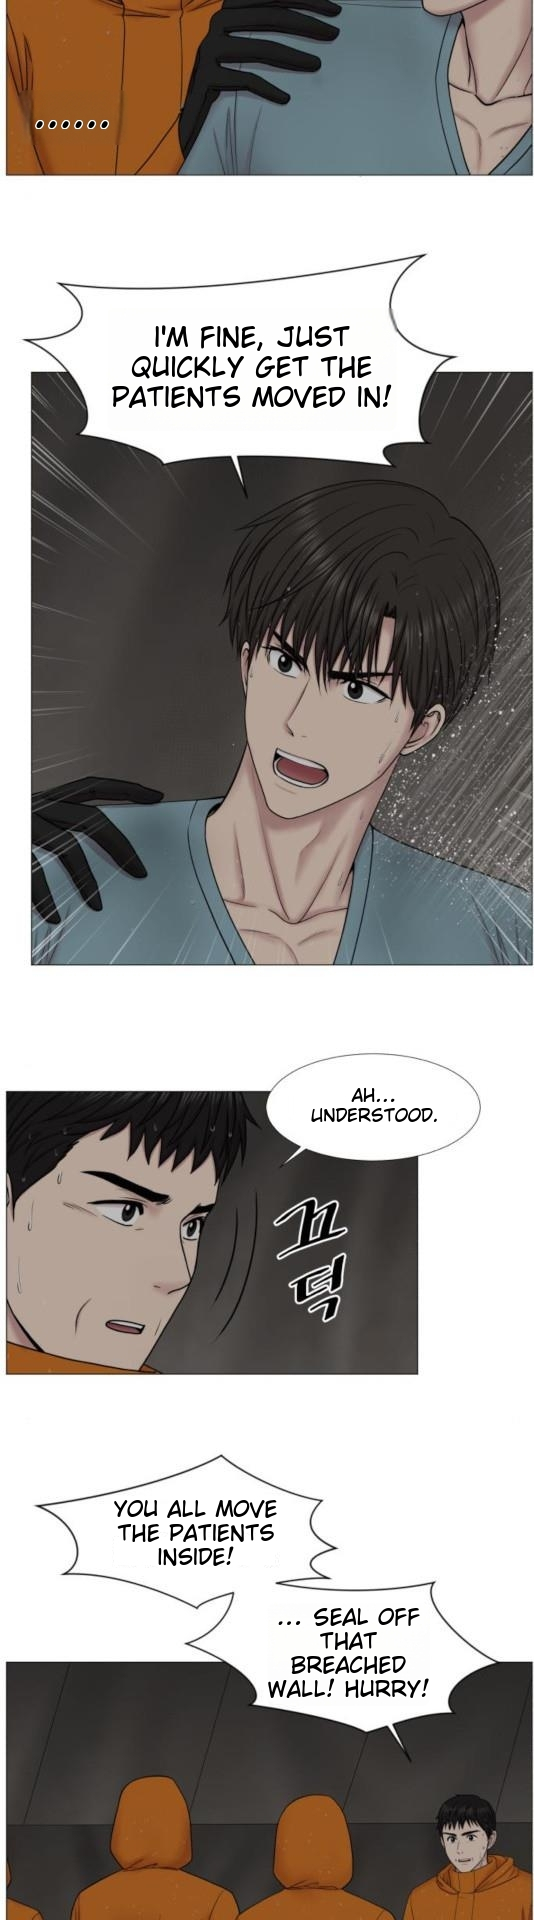 ......
I'M FINE, JUST
QUICKLY GET THE
PATIENTS MOVED IN!
AH...
UNDERSTOOD.
끄
덕
YOU ALL MOVE
THE PATIENTS
INSIDE!
... SEAL OFF
THAT
BREACHED
WALL! HURRY!